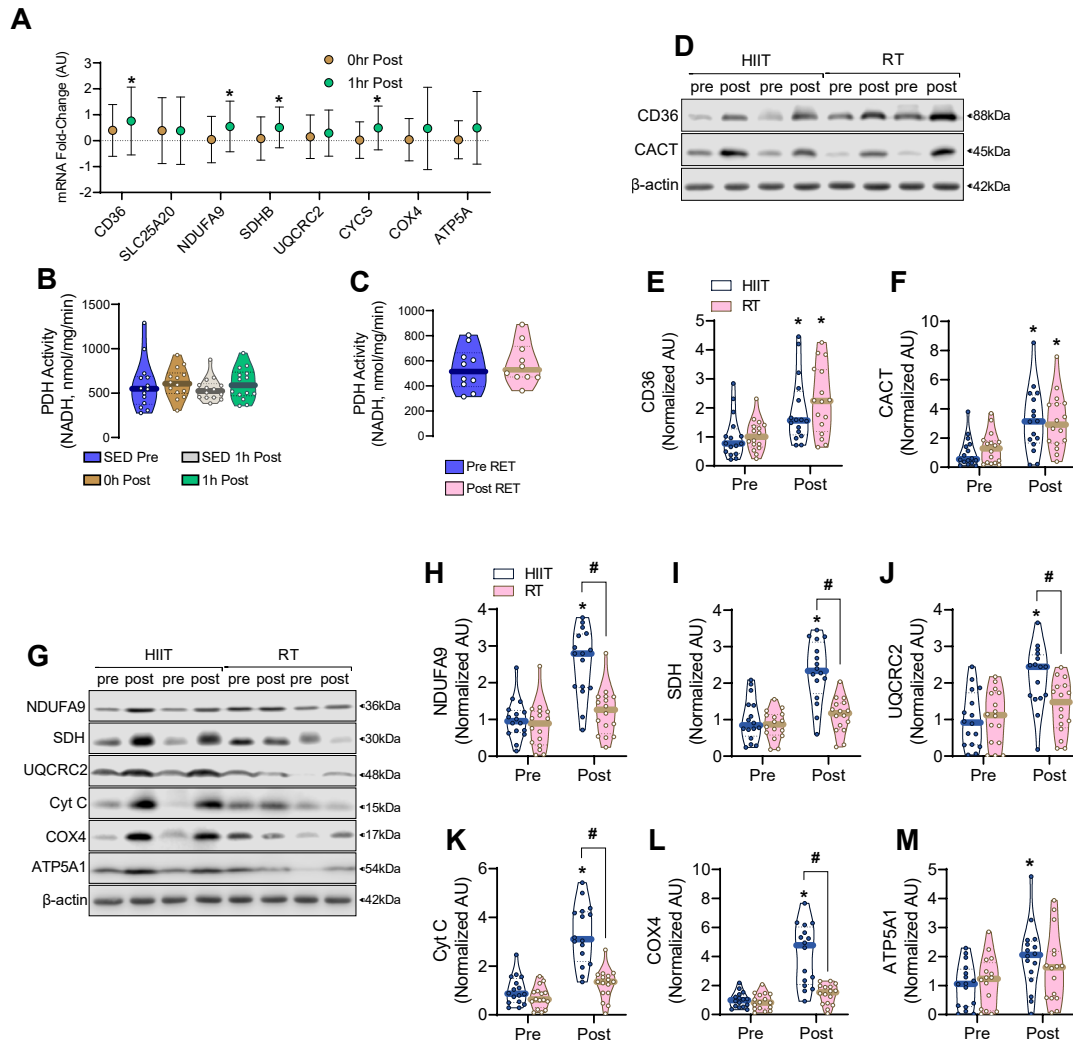 A
mRNA Fold-Change (AU)
3
2
1
0
-1
-2
0hr Post
1hr Post
*
*
*
*
CD36
SLC25A20
NDUFA9
SDHB
UQCRC2
CYCS
COX4
ATP5A
D
HIIT RT
pre post pre post pre post pre post
CD36 88kDa
CACT 45kDa
β-actin 42kDa
B
PDH Activity
(NADH, nmol/mg/min)
1500
1000
500
0
SED Pre
SED 1h Post
0h Post
1h Post
C
PDH Activity
(NADH, nmol/mg/min)
1000
800
600
400
200
0
Pre RET
Post RET
E
HIIT
RT
CD36
(Normalized AU)
5
4
3
2
1
0
* *
Pre Post
F
CACT
(Normalized AU)
10
8
6
4
2
0
*
*
Pre Post
G
HIIT RT
pre post pre post pre post pre post
NDUFA9 36kDa
SDH 30kDa
UQCRC2 48kDa
Cyt C 15kDa
COX4 17kDa
ATP5A1 54kDa
β-actin 42kDa
H
HIIT
RT
NDUFA9
(Normalized AU)
4
3
2
1
0
#
*
Pre Post
I
SDH
(Normalized AU)
4
3
2
1
0
#
*
Pre Post
J
UQCRC2
(Normalized AU)
4
3
2
1
0
#
*
Pre Post
K
Cyt C
(Normalized AU)
6
4
2
0
#
*
Pre Post
L
COX4
(Normalized AU)
10
8
6
4
2
0
#
*
Pre Post
M
ATP5A1
(Normalized AU)
5
4
3
2
1
0
*
Pre Post